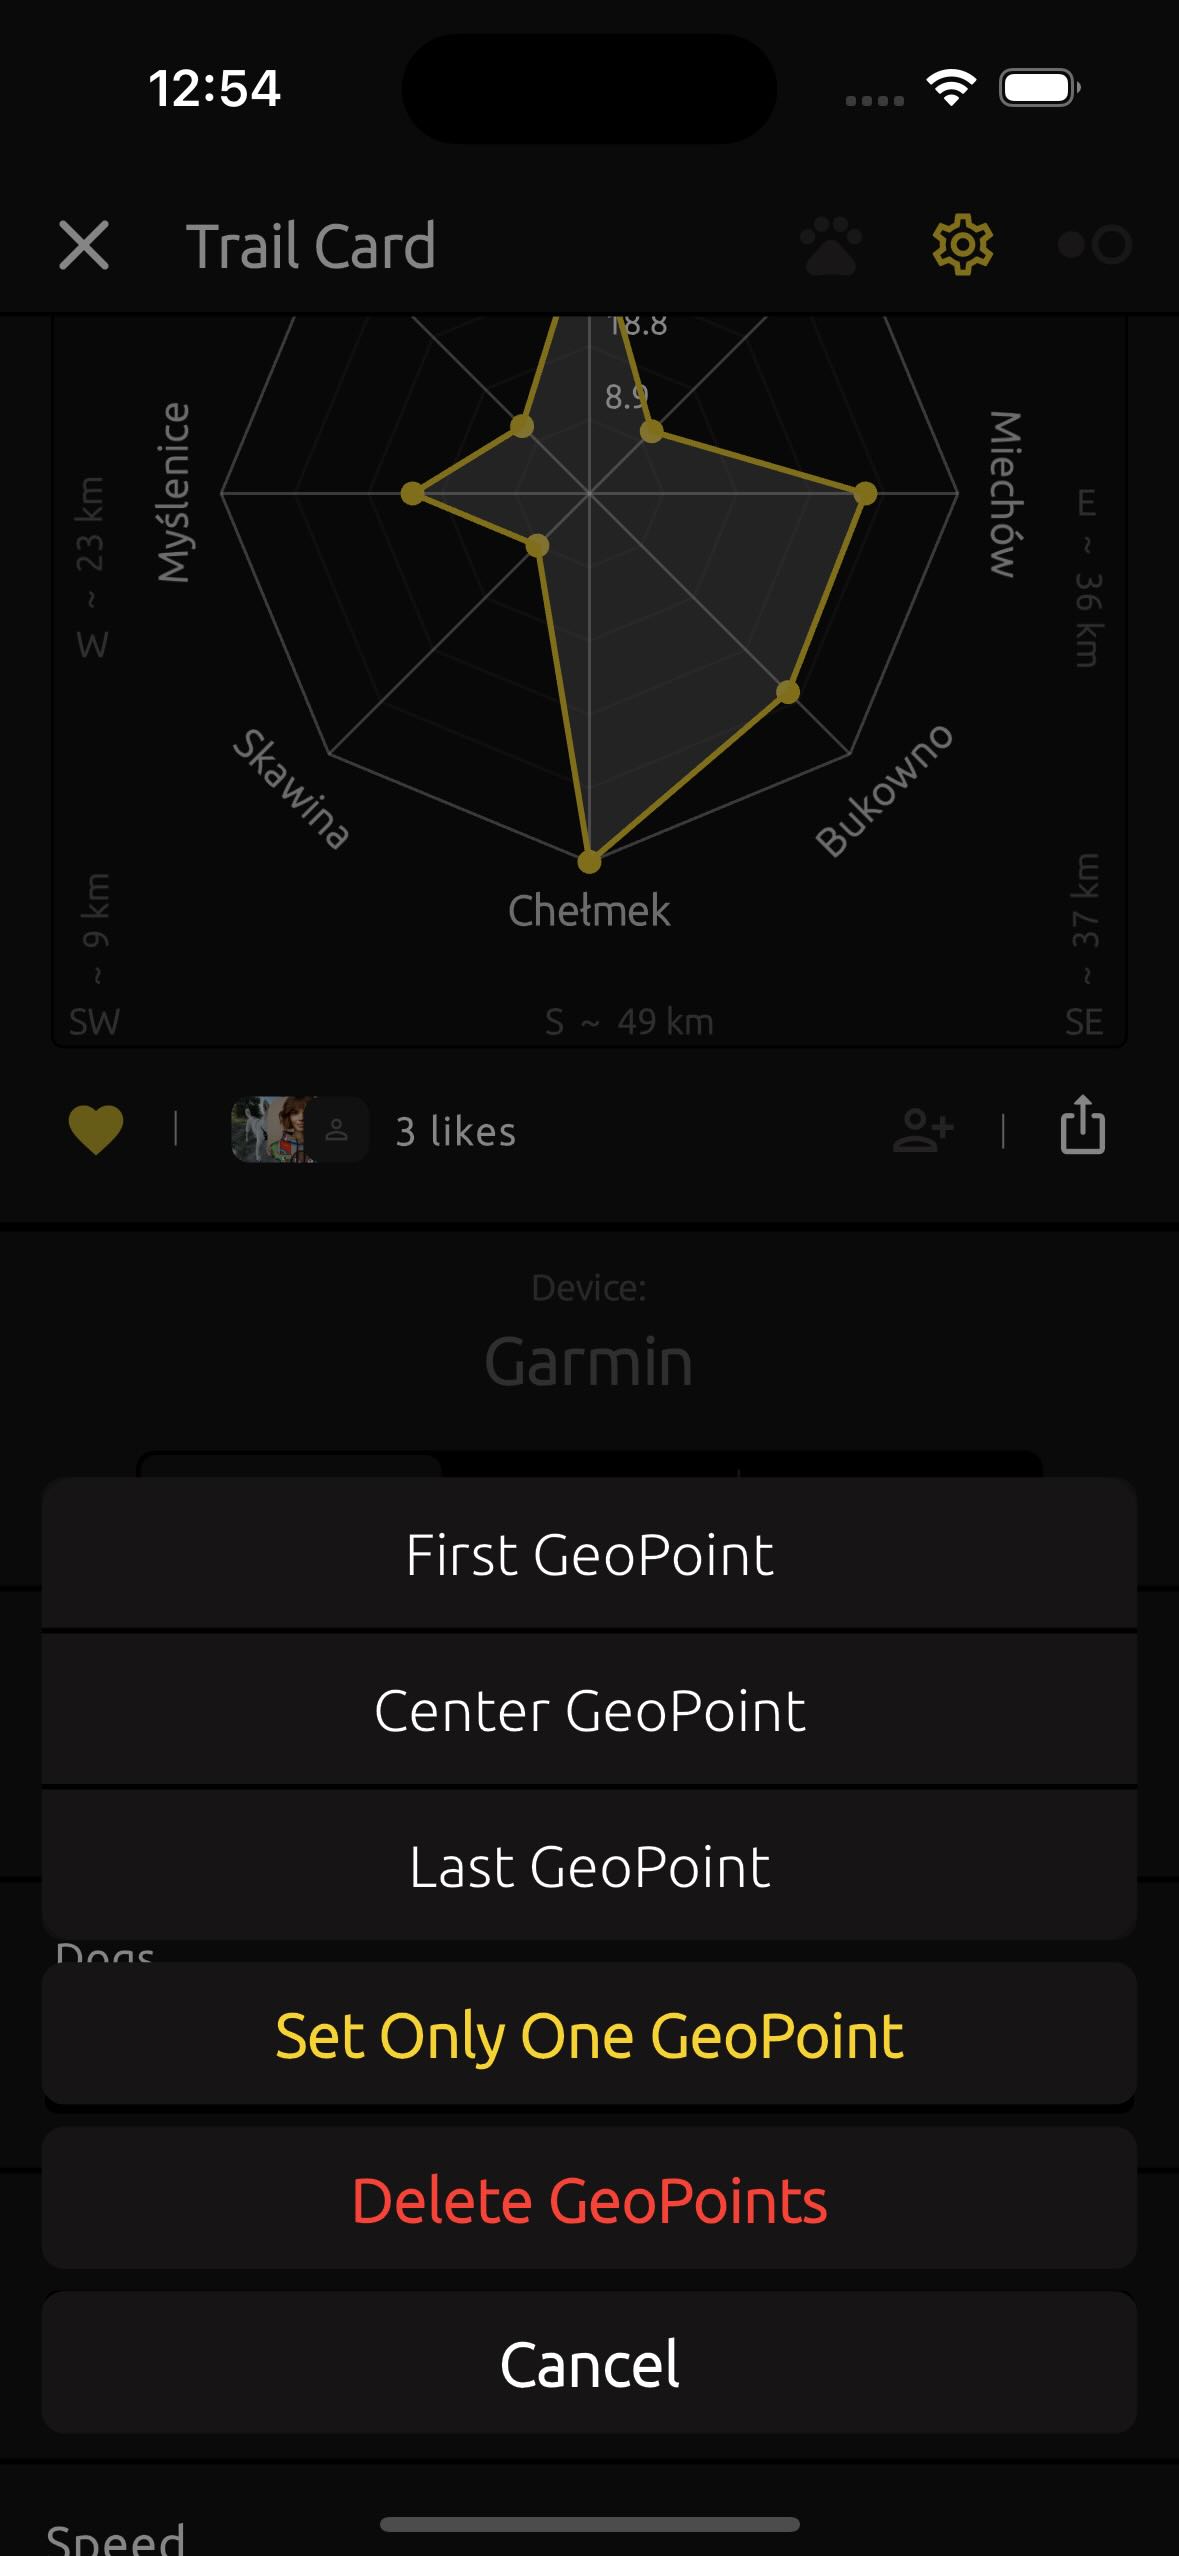 12:54
Trail Card
18.8
8.9
Myślenice
Miechów
W ~ 23 km
E ~ 36 km
Skawina
Bukowno
Chełmek
SW ~ 9 km
S ~ 49 km
SE ~ 37 km
3 likes
Device:
Garmin
First GeoPoint
Center GeoPoint
Last GeoPoint
Dogs
Set Only One GeoPoint
Delete GeoPoints
Cancel
Speed